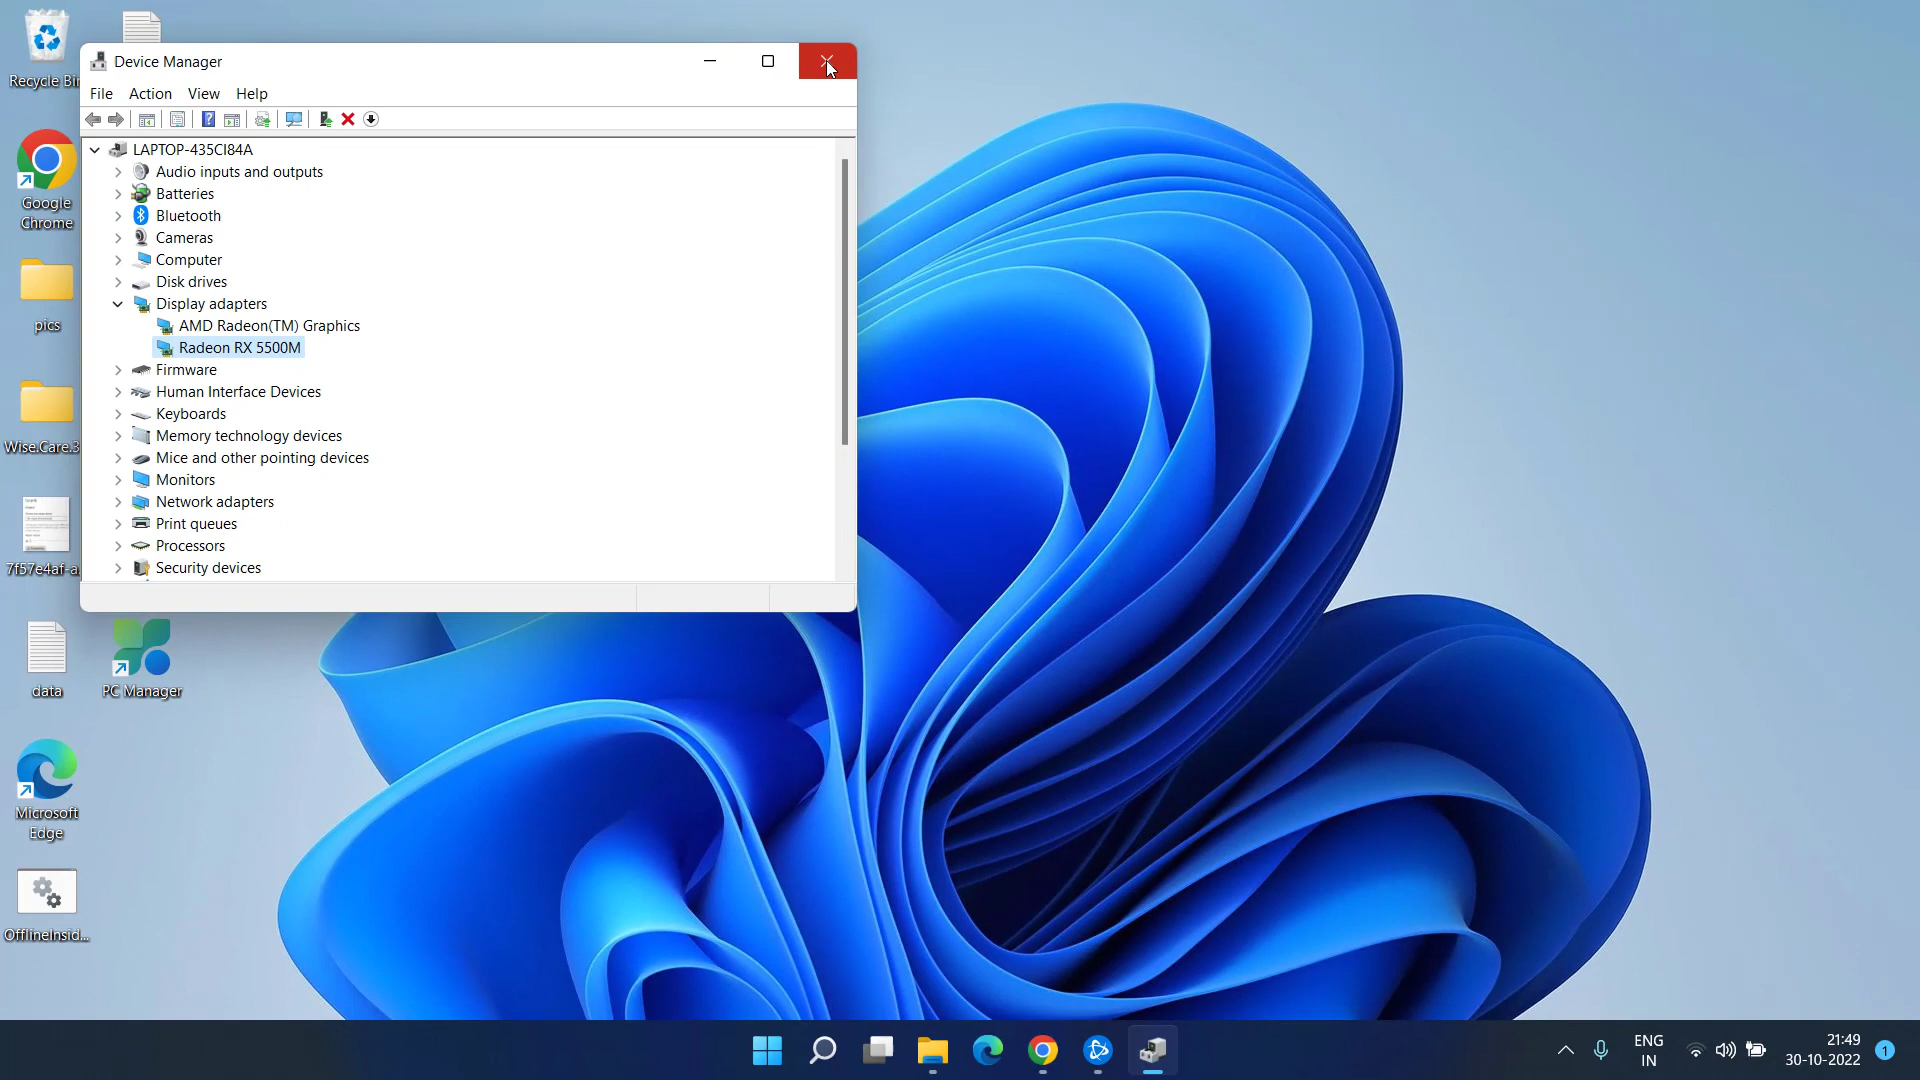 Device Manager
File Action View Help
LAPTOP-435CI84A
Audio inputs and outputs
Batteries
Bluetooth
Cameras
Computer
Disk drives
Display adapters
AMD Radeon(TM) Graphics
Radeon RX 5500M
Firmware
Human Interface Devices
Keyboards
Memory technology devices
Mice and other pointing devices
Monitors
Network adapters
Print queues
Processors
Security devices
Recycle Bin
Google
Chrome
pics
Wise.Care.3
7f57e4af-a
data
PC Manager
Microsoft
Edge
OfflineInsid...
ENG
IN
21:49
30-10-2022
1